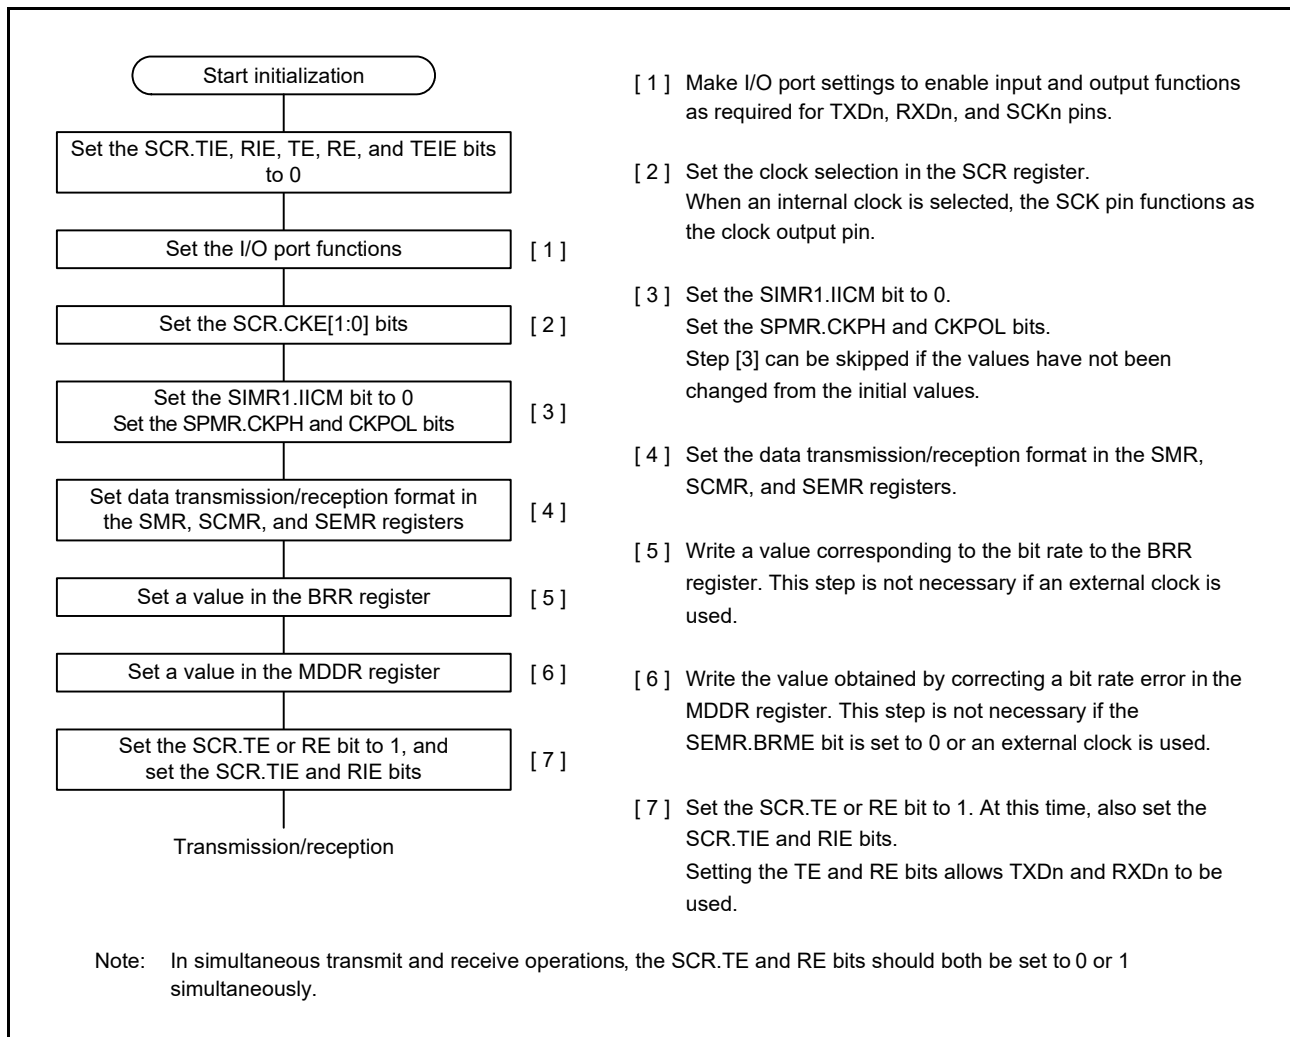 Start initialization
Set the SCR.TIE, RIE, TE, RE, and TEIE bits
to 0
Set the I/O port functions
[ 1 ]
Set the SCR.CKE[1:0] bits
[ 2 ]
Set the SIMR1.IICM bit to 0
Set the SPMR.CKPH and CKPOL bits
[ 3 ]
Set data transmission/reception format in
the SMR, SCMR, and SEMR registers
[ 4 ]
Set a value in the BRR register
[ 5 ]
Set a value in the MDDR register
[ 6 ]
Set the SCR.TE or RE bit to 1, and
set the SCR.TIE and RIE bits
[ 7 ]
Transmission/reception
[ 1 ] Make I/O port settings to enable input and output functions
as required for TXDn, RXDn, and SCKn pins.
[ 2 ] Set the clock selection in the SCR register.
When an internal clock is selected, the SCK pin functions as
the clock output pin.
[ 3 ] Set the SIMR1.IICM bit to 0.
Set the SPMR.CKPH and CKPOL bits.
Step [3] can be skipped if the values have not been
changed from the initial values.
[ 4 ] Set the data transmission/reception format in the SMR,
SCMR, and SEMR registers.
[ 5 ] Write a value corresponding to the bit rate to the BRR
register. This step is not necessary if an external clock is
used.
[ 6 ] Write the value obtained by correcting a bit rate error in the
MDDR register. This step is not necessary if the
SEMR.BRME bit is set to 0 or an external clock is used.
[ 7 ] Set the SCR.TE or RE bit to 1. At this time, also set the
SCR.TIE and RIE bits.
Setting the TE and RE bits allows TXDn and RXDn to be
used.
Note: In simultaneous transmit and receive operations, the SCR.TE and RE bits should both be set to 0 or 1
simultaneously.